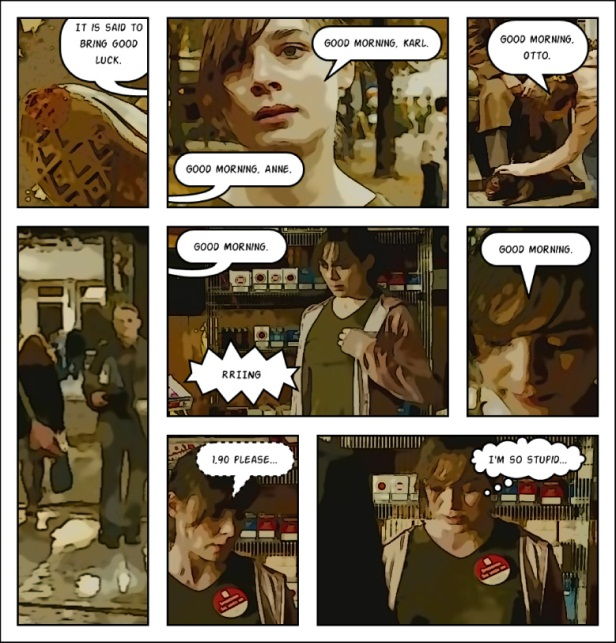 IT IS SAID TO
BRING GOOD
LUCK.
GOOD MORNING, KARL.
GOOD MORNING, ANNE.
GOOD MORNING,
OTTO.
GOOD MORNING.
RRIING
GOOD MORNING.
1,90 PLEASE...
I'M SO STUPID...